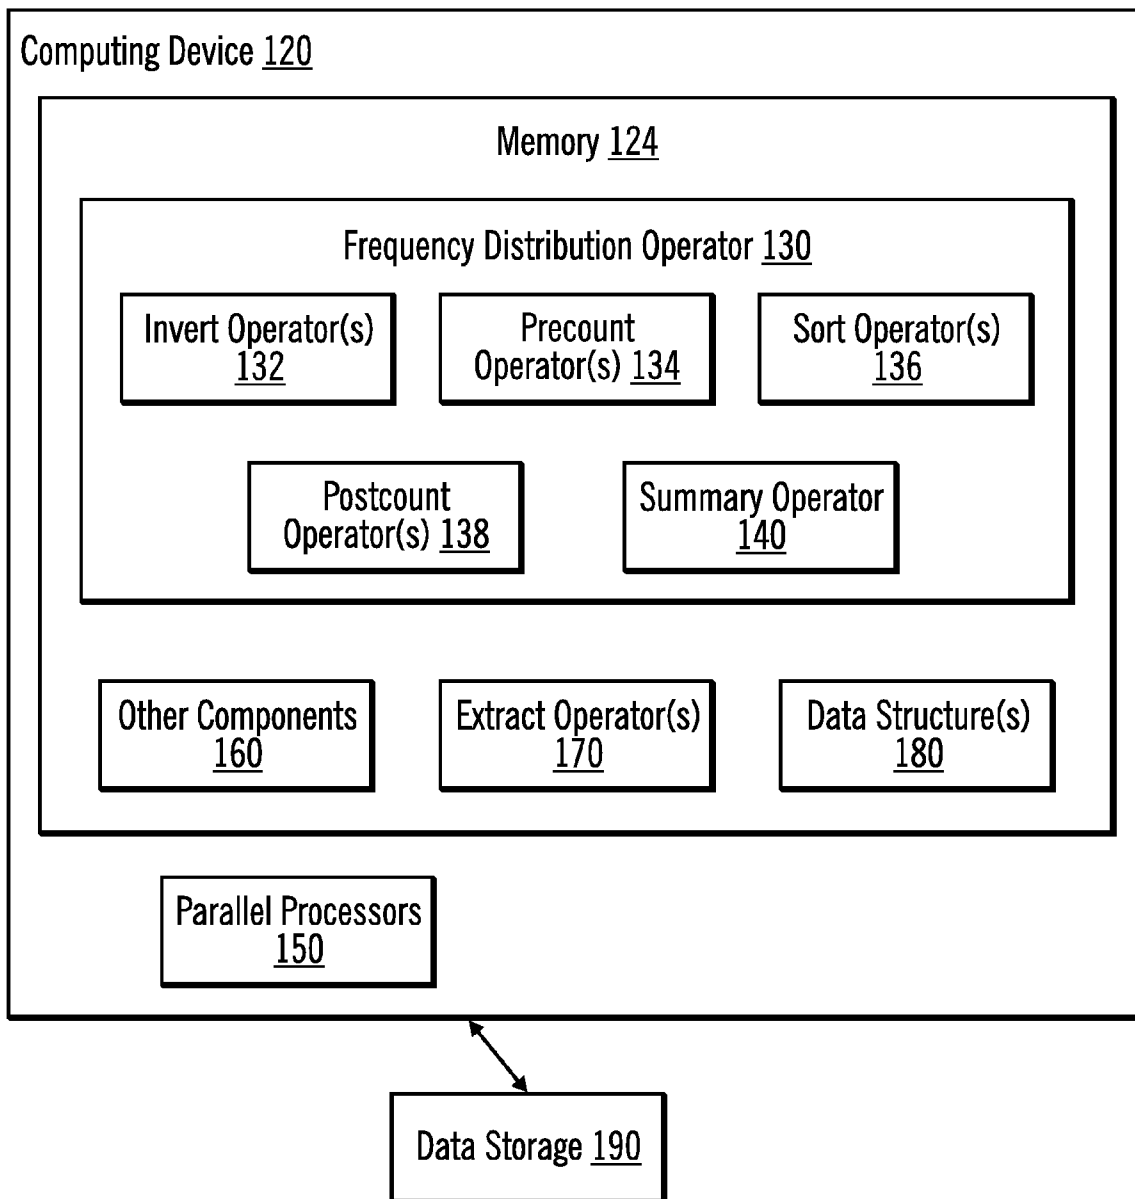 Computing Device 120
Memory 124
Frequency Distribution Operator 130
Invert Operator(s)
132
Precount
Operator(s) 134
Sort Operator(s)
136
Postcount
Operator(s) 138
Summary Operator
140
Other Components
160
Extract Operator(s)
170
Data Structure(s)
180
Parallel Processors
150
Data Storage 190